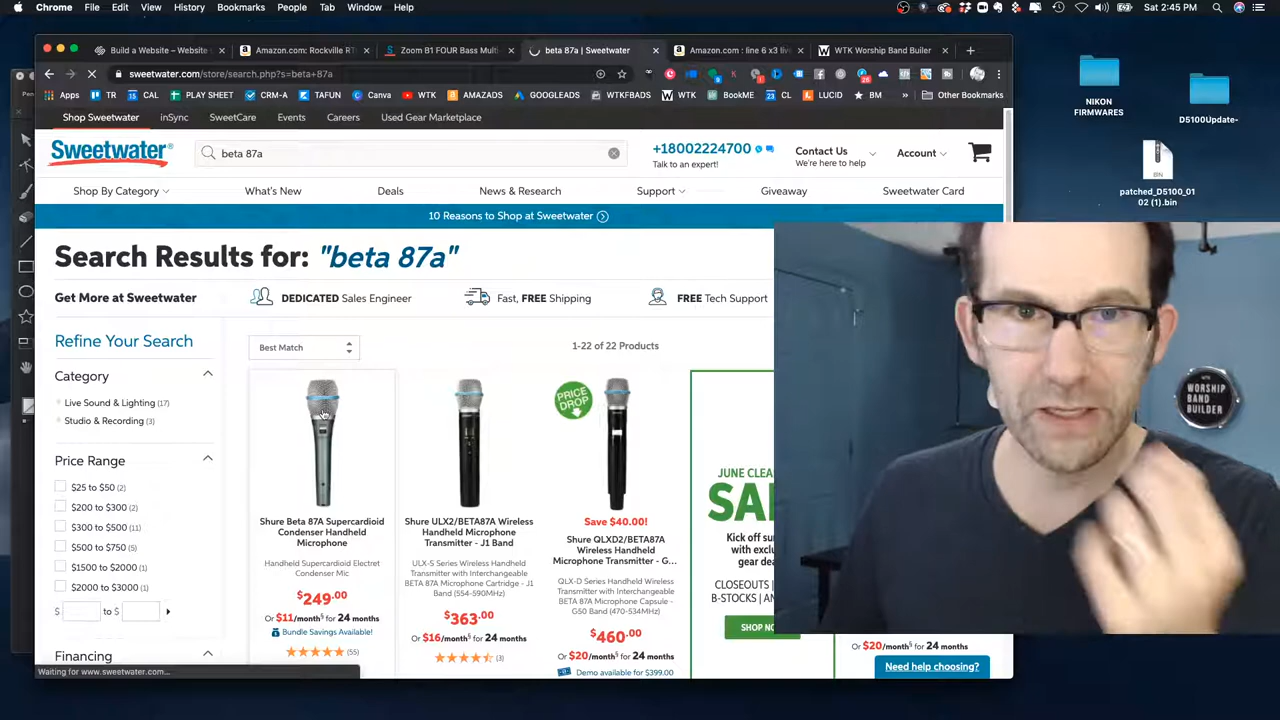 Chrome File Edit View History Bookmarks People Tab Window Help
Sat 2:45 PM
Build a Website – Website
Amazon.com: Rockville RT
Zoom B1 FOUR Bass Multi-
beta 87a | Sweetwater
Amazon.com : line 6 x3 live
WTK Worship Band Builder
sweetwater.com/store/search.php?s=beta+87a
Apps TR CAL PLAY SHEET CRM-A TAFUN Canva WTK AMAZADS GOOGLEADS WTKFBADS WTK BookME CL LUCID BM » Other Bookmarks
NIKON
FIRMWARES
D5100Update-
BIN
patched_D5100_01
02 (1).bin
Shop Sweetwater inSync SweetCare Events Careers Used Gear Marketplace
Sweetwater®
beta 87a
+18002224700
Talk to an expert!
Contact Us
We're here to help
Account
Shop By Category What's New Deals News & Research Support Giveaway Sweetwater Card
10 Reasons to Shop at Sweetwater
Search Results for: "beta 87a"
Get More at Sweetwater DEDICATED Sales Engineer Fast, FREE Shipping FREE Tech Support
Refine Your Search
Category
Live Sound & Lighting (17)
Studio & Recording (3)
Price Range
$25 to $50 (2)
$200 to $300 (2)
$300 to $500 (11)
$500 to $750 (5)
$1500 to $2000 (1)
$2000 to $3000 (1)
$ to $
Financing
Best Match
1-22 of 22 Products
Shure Beta 87A Supercardioid
Condenser Handheld
Microphone
Handheld Supercardioid Electret
Condenser Mic
$249.00
Or $11/month§ for 24 months
Bundle Savings Available!
(55)
Shure ULX2/BETA87A Wireless
Handheld Microphone
Transmitter - J1 Band
ULX-S Series Handheld Wireless
Transmitter with Interchangeable
BETA 87A Microphone Cartridge - J1
Band (554-590MHz)
$363.00
Or $16/month§ for 24 months
(3)
PRICE
DROP
Save $40.00!
Shure QLXD2/BETA87A
Wireless Handheld
Microphone Transmitter - G...
QLX-D Series Handheld Wireless
Transmitter with Interchangeable
BETA 87A Microphone Capsule -
G50 Band (470-534MHz)
$460.00
Or $20/month§ for 24 months
Demo available for $399.00
JUNE CLEA
SA
Kick off su
with exclu
gear dea
CLOSEOUTS |
B-STOCKS | AN
SHOP NO
Or $20/month§ for 24 months
Need help choosing?
WORSHIP
BAND
BUILDER
Waiting for www.sweetwater.com...